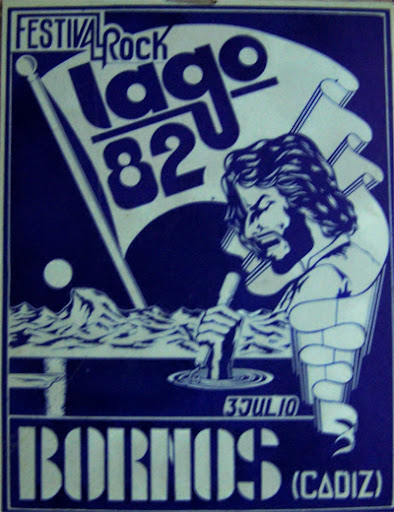 FESTIVAL ROCK
lago
82
3 JULIO
BORNOS (CADIZ)